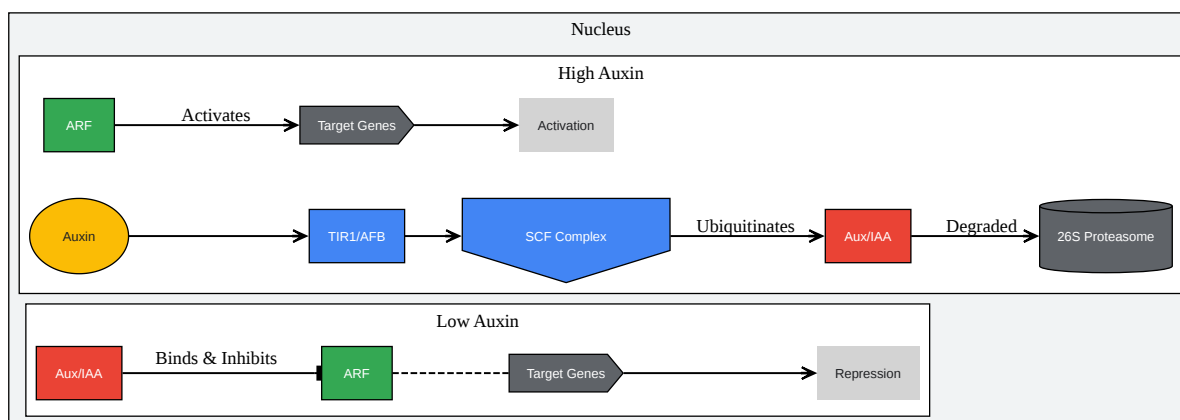 Nucleus
High Auxin
ARF
Activates
Target Genes
Activation
Auxin
TIR1/AFB
SCF Complex
Ubiquitinates
Aux/IAA
Degraded
26S Proteasome
Low Auxin
Aux/IAA
Binds & Inhibits
ARF
Target Genes
Repression